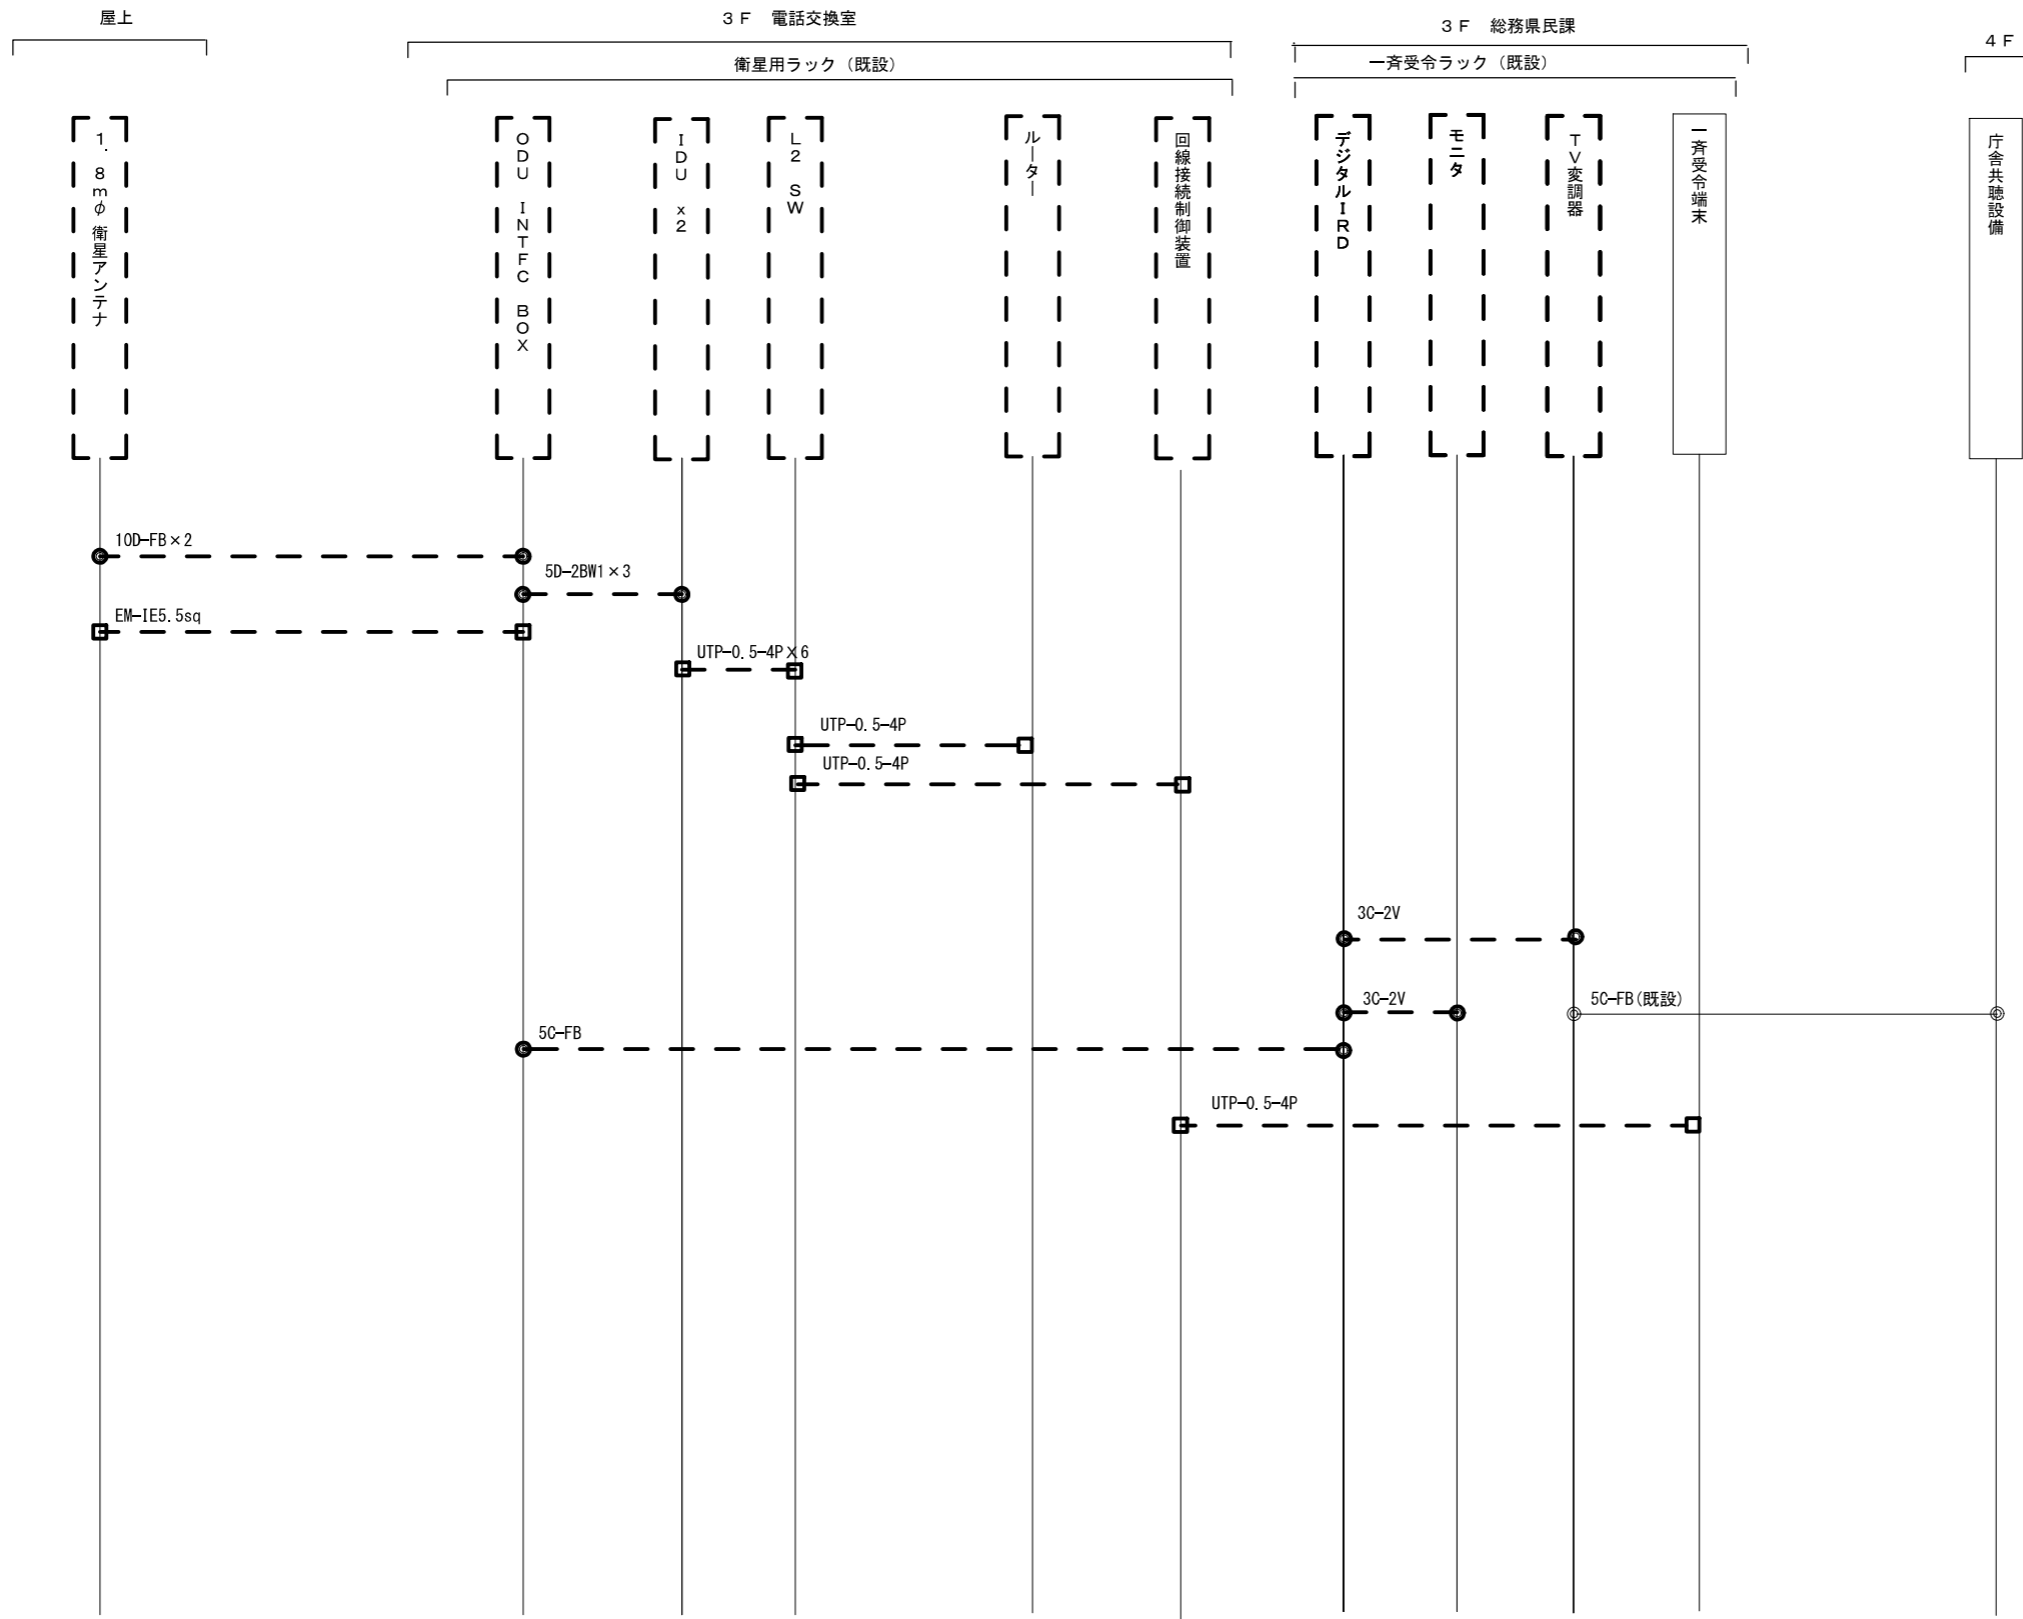 屋上
３Ｆ　電話交換室
３Ｆ　総務県民課
４Ｆ
衛星用ラック（既設）
一斉受令ラック（既設）
１．８ｍφ衛星アンテナ
ＯＤＵ　ＩＮＴＦＣ　ＢＯＸ
ＩＤＵ　x２
Ｌ２　ＳＷ
ルーター
回線接続制御装置
デジタルＩＲＤ
モニタ
ＴＶ変調器
一斉受令端末
庁舎共聴設備
10D-FB×2
5D-2BW1×3
EM-IE5.5sq
UTP-0.5-4P×6
UTP-0.5-4P
UTP-0.5-4P
3C-2V
3C-2V
5C-FB(既設)
5C-FB
UTP-0.5-4P